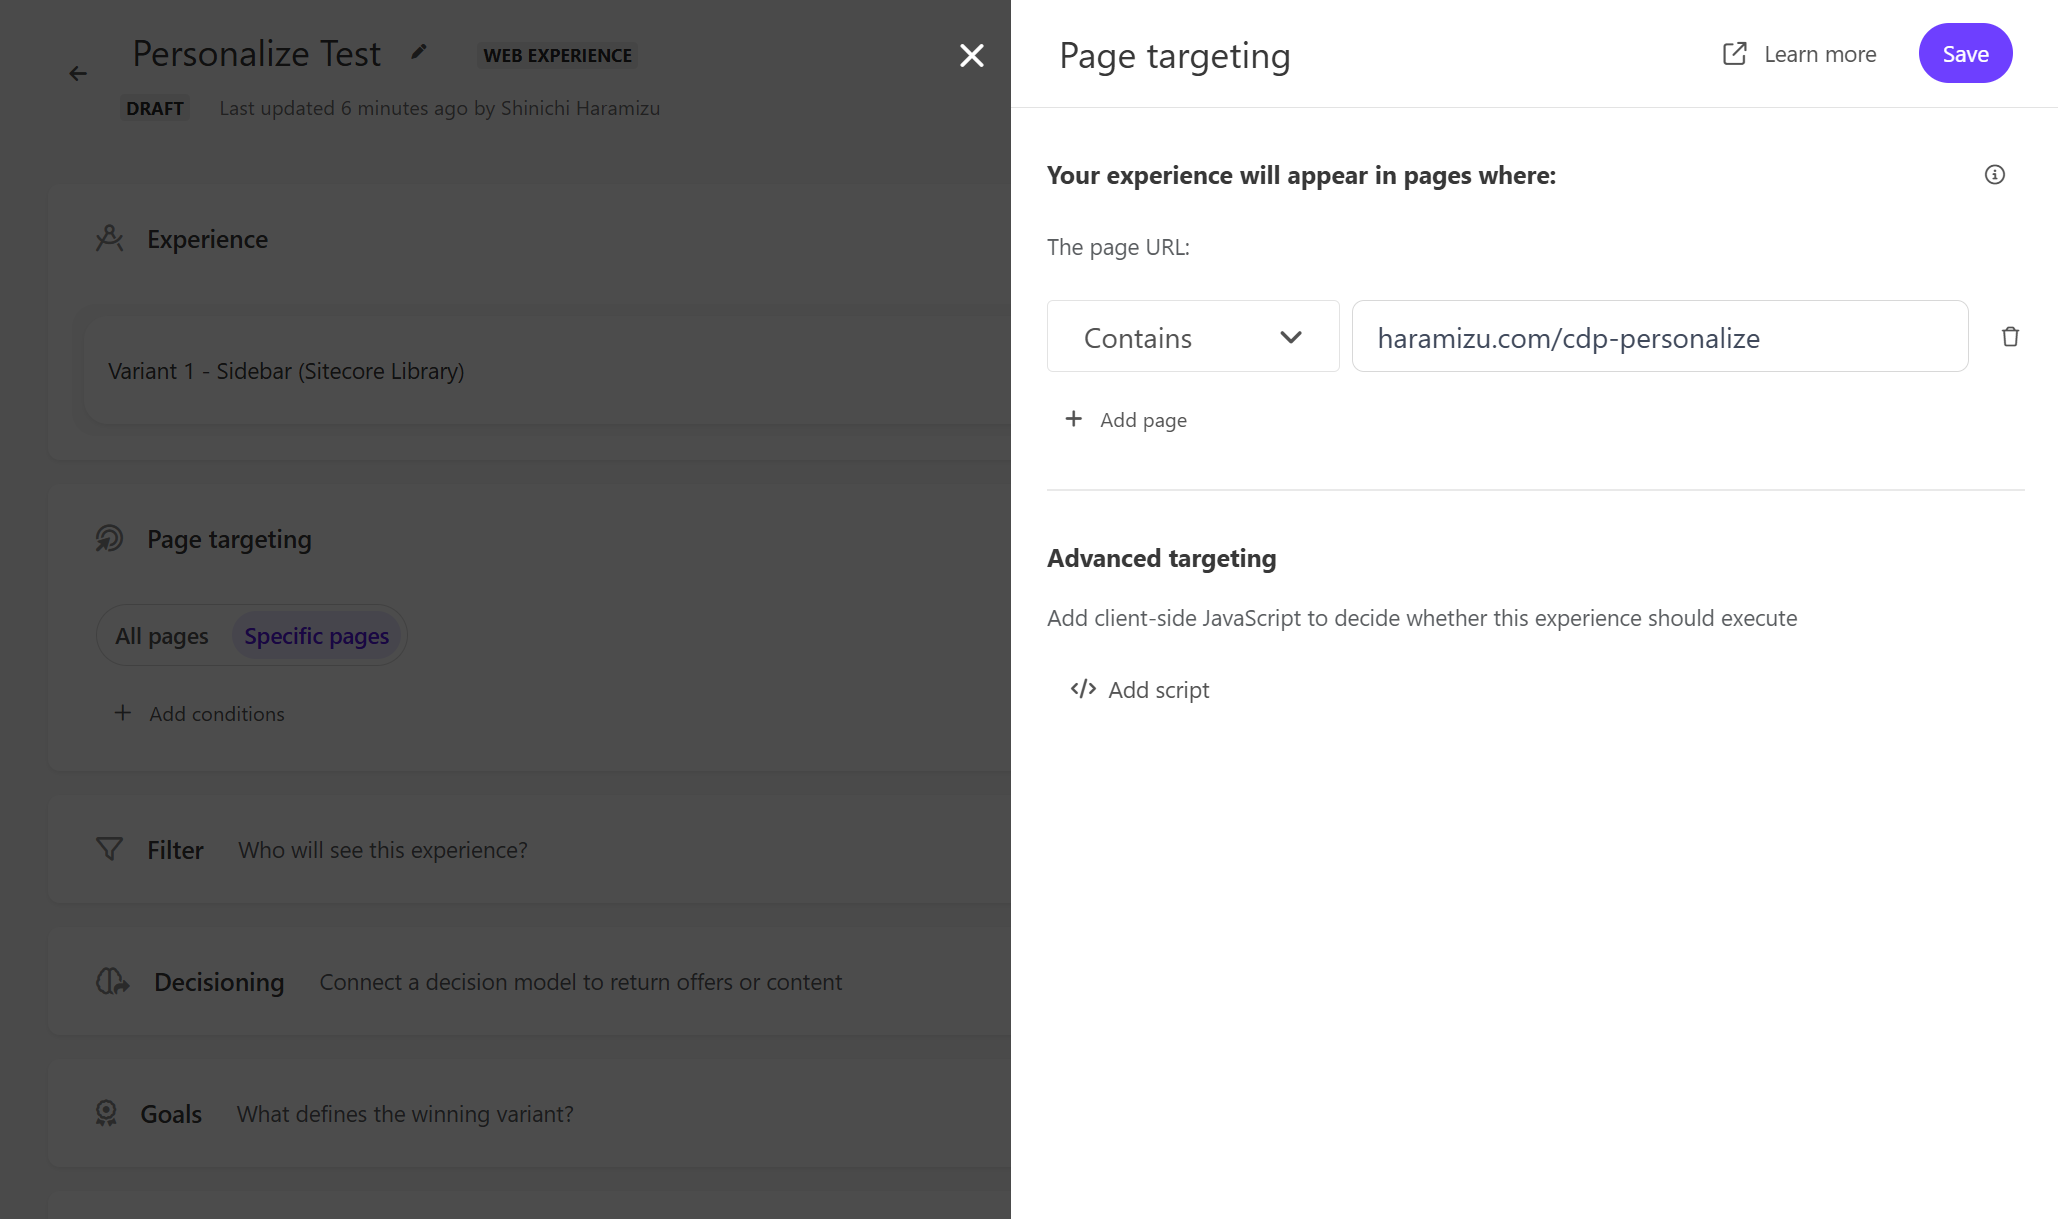 Personalize Test
WEB EXPERIENCE
DRAFT
Last updated 6 minutes ago by Shinichi Haramizu
Experience
Variant 1 - Sidebar (Sitecore Library)
Page targeting
All pages
Specific pages
Add conditions
Filter
Who will see this experience?
Decisioning
Connect a decision model to return offers or content
Goals
What defines the winning variant?
Page targeting
Learn more
Save
Your experience will appear in pages where:
The page URL:
Contains
haramizu.com/cdp-personalize
Add page
Advanced targeting
Add client-side JavaScript to decide whether this experience should execute
Add script